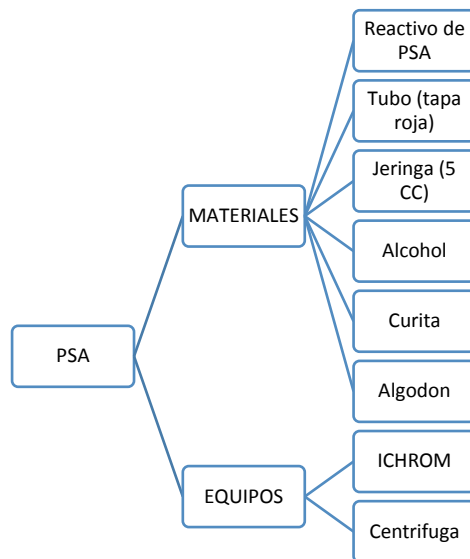 Reactivo de
PSA
Tubo (tapa
roja)
Jeringa (5
CC)
MATERIALES
Alcohol
Curita
PSA
Algodon
ICHROM
EQUIPOS
Centrifuga